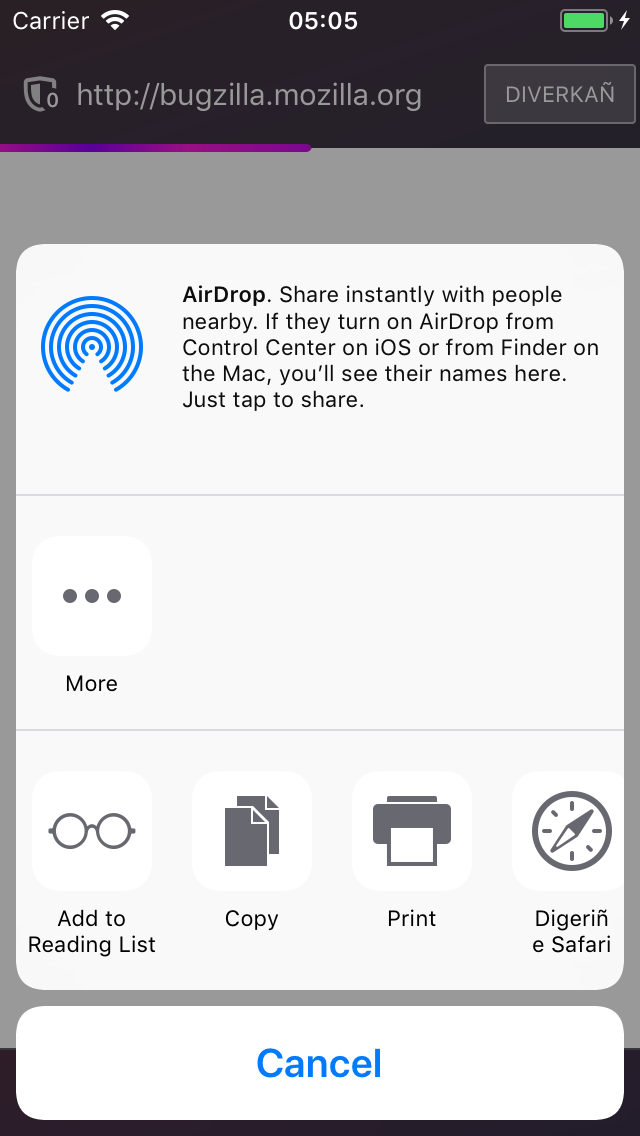 Carrier 05:05
0 http://bugzilla.mozilla.org DIVERKAÑ
AirDrop. Share instantly with people
nearby. If they turn on AirDrop from
Control Center on iOS or from Finder on
the Mac, you’ll see their names here.
Just tap to share.
More
Add to
Reading List
Copy
Print
Digeriñ
e Safari
Cancel